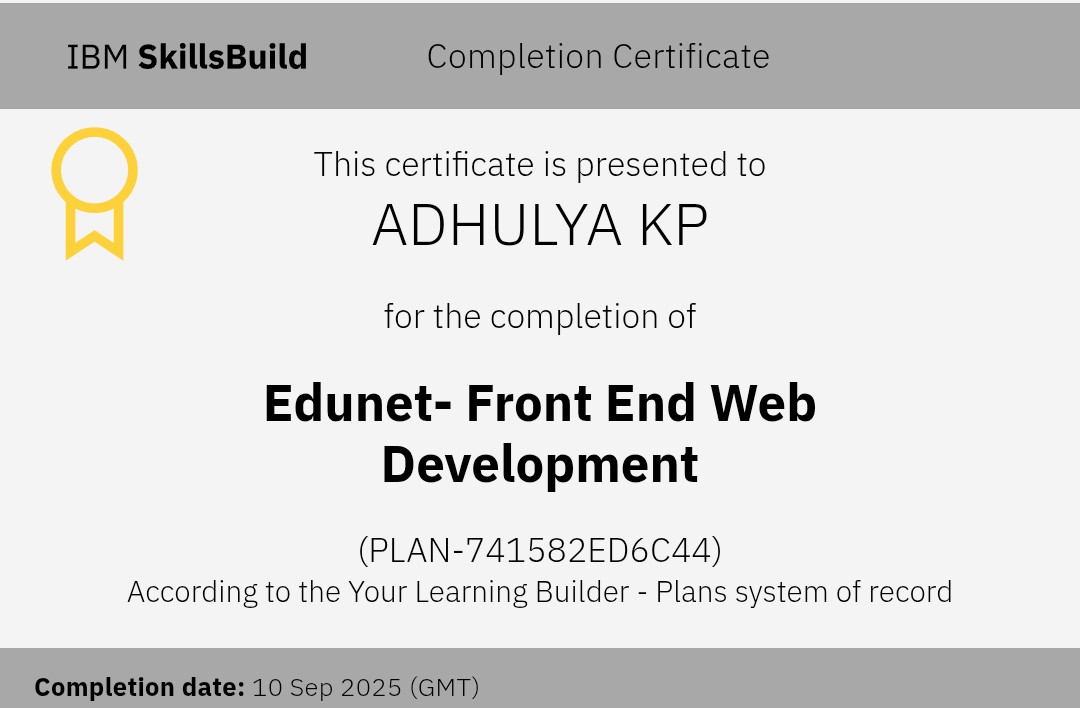 IBM SkillsBuild Completion Certificate
This certificate is presented to
ADHULYA KP
for the completion of
Edunet- Front End Web
Development
(PLAN-741582ED6C44)
According to the Your Learning Builder - Plans system of record
Completion date: 10 Sep 2025 (GMT)